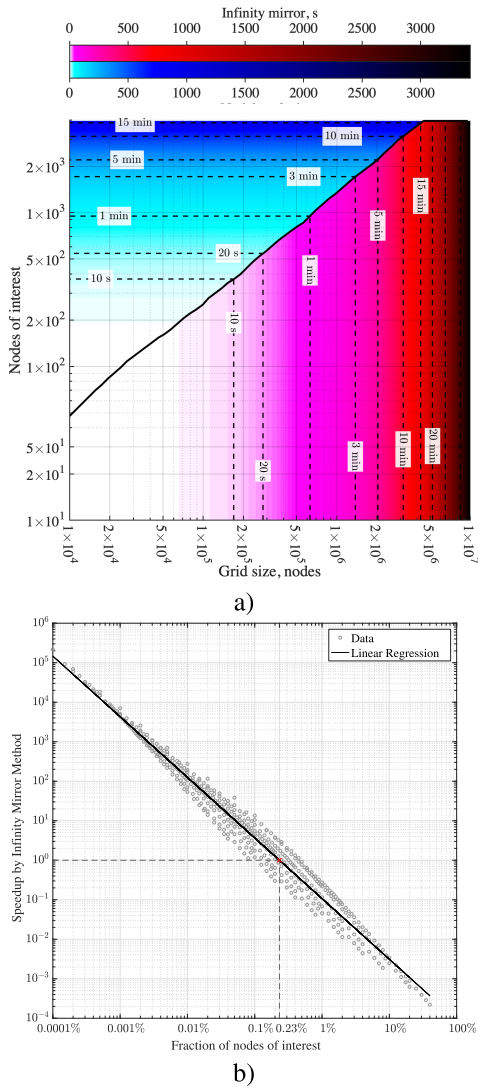 Infinity mirror, s
0 500 1000 1500 2000 2500 3000
0 500 1000 1500 2000 2500 3000
15 min
10 min
2×10³
5 min
3 min
15 min
1×10³
1 min
5 min
20 s
5×10²
1 min
10 s
Nodes of interest
2×10²
10 s
1×10²
5×10¹
3 min
10 min
20 min
2×10¹
20 s
1×10¹
1×10⁴ 2×10⁴ 5×10⁴ 1×10⁵ 2×10⁵ 5×10⁵ 1×10⁶ 2×10⁶ 5×10⁶ 1×10⁷
Grid size, nodes
a)
10⁶
Data
Linear Regression
10⁵
10⁴
10³
10²
10¹
10⁰
10⁻¹
10⁻²
10⁻³
10⁻⁴
Speedup by Infinity Mirror Method
0.0001% 0.001% 0.01% 0.1% 0.23% 1% 10% 100%
Fraction of nodes of interest
b)